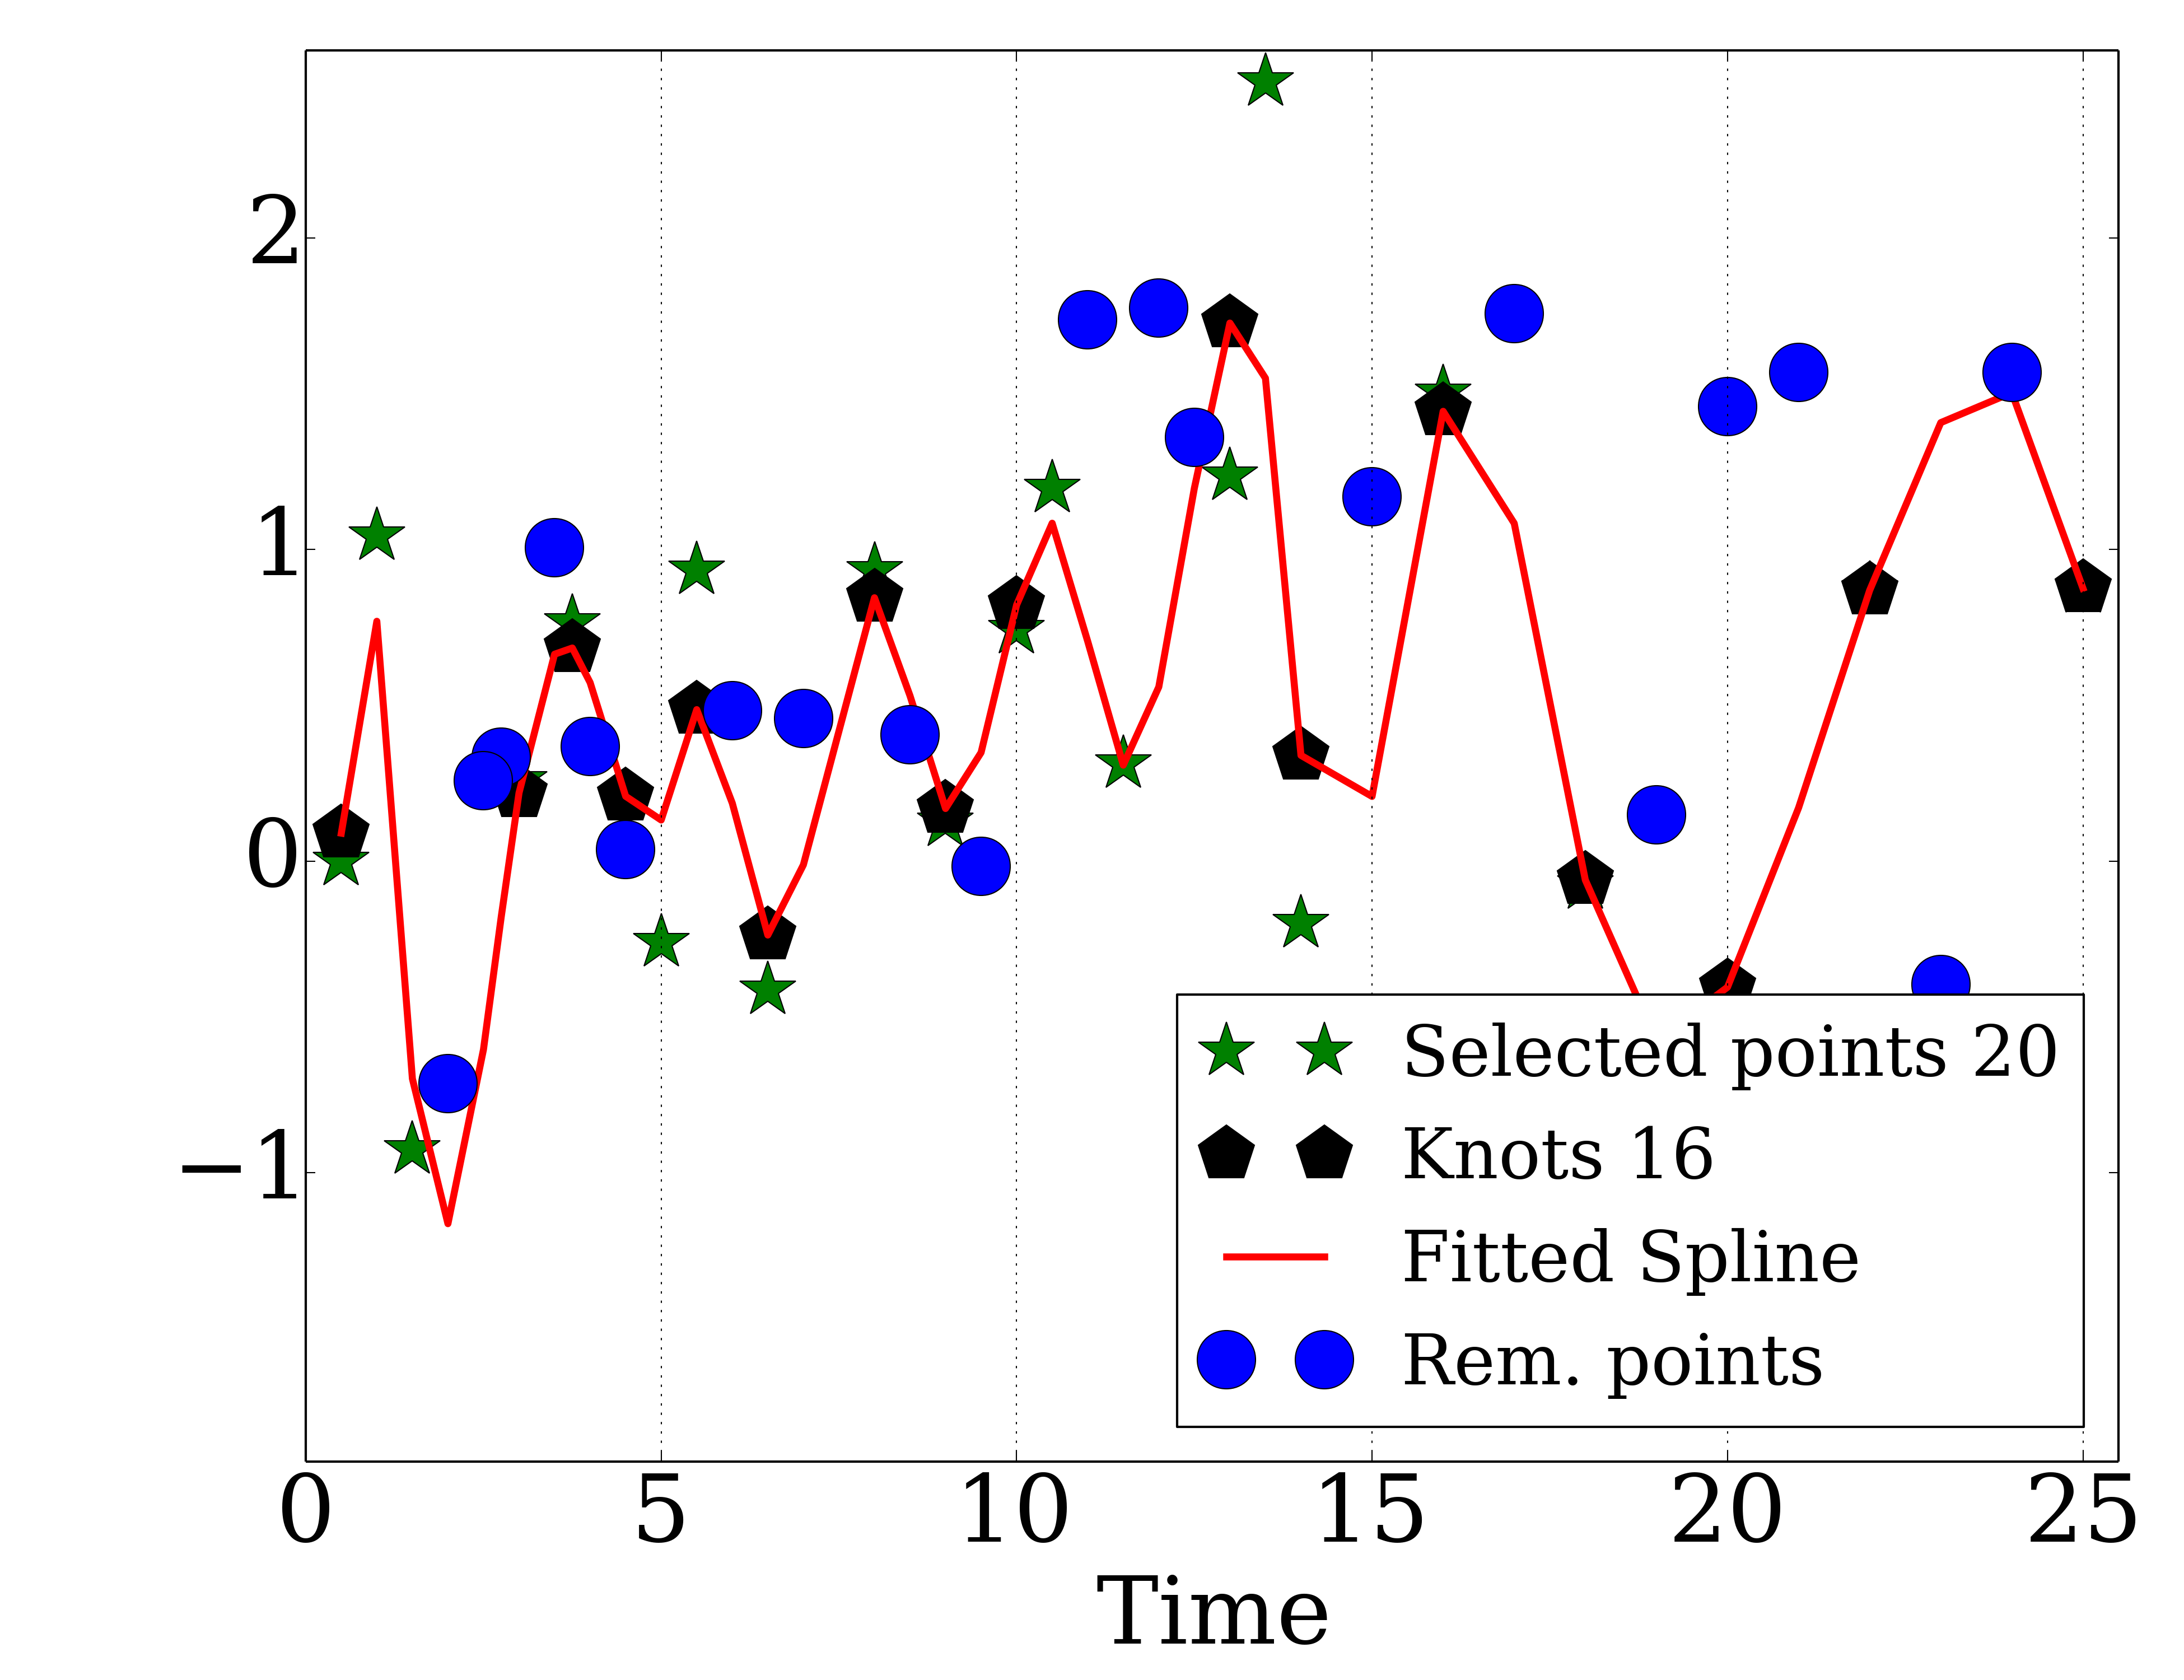 2
1
0
−1
Selected points 20
Knots 16
Fitted Spline
Rem. points
0 5 10 15 20 25
Time